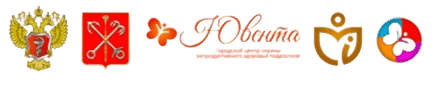 Ювента
Городской центр охраны
репродуктивного здоровья подростков